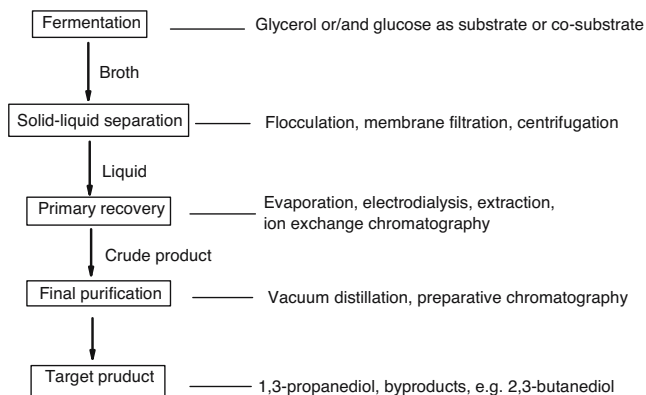 Fermentation
Glycerol or/and glucose as substrate or co-substrate
Broth
Solid-liquid separation
Flocculation, membrane filtration, centrifugation
Liquid
Primary recovery
Evaporation, electrodialysis, extraction,
ion exchange chromatography
Crude product
Final purification
Vacuum distillation, preparative chromatography
Target pruduct
1,3-propanediol, byproducts, e.g. 2,3-butanediol